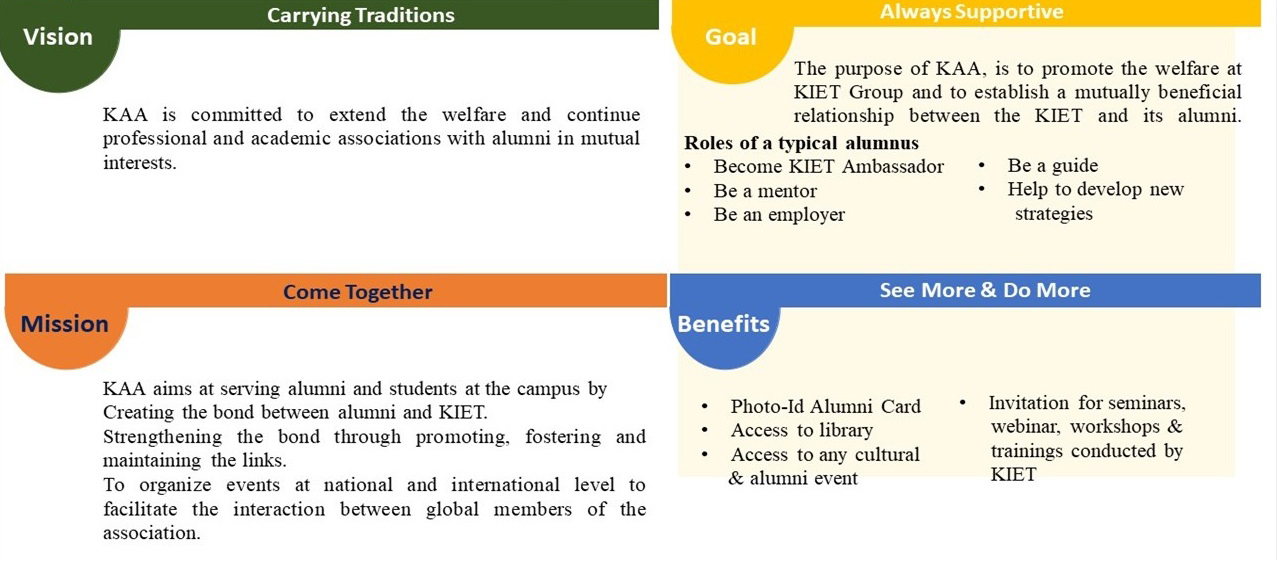 Carrying Traditions
Vision
KAA is committed to extend the welfare and continue
professional and academic associations with alumni in mutual
interests.
Always Supportive
Goal
The purpose of KAA, is to promote the welfare at
KIET Group and to establish a mutually beneficial
relationship between the KIET and its alumni.
Roles of a typical alumnus
• Become KIET Ambassador
• Be a mentor
• Be an employer
• Be a guide
• Help to develop new
strategies
Come Together
Mission
KAA aims at serving alumni and students at the campus by
Creating the bond between alumni and KIET.
Strengthening the bond through promoting, fostering and
maintaining the links.
To organize events at national and international level to
facilitate the interaction between global members of the
association.
See More & Do More
Benefits
• Photo-Id Alumni Card
• Access to library
• Access to any cultural
& alumni event
• Invitation for seminars,
webinar, workshops &
trainings conducted by
KIET